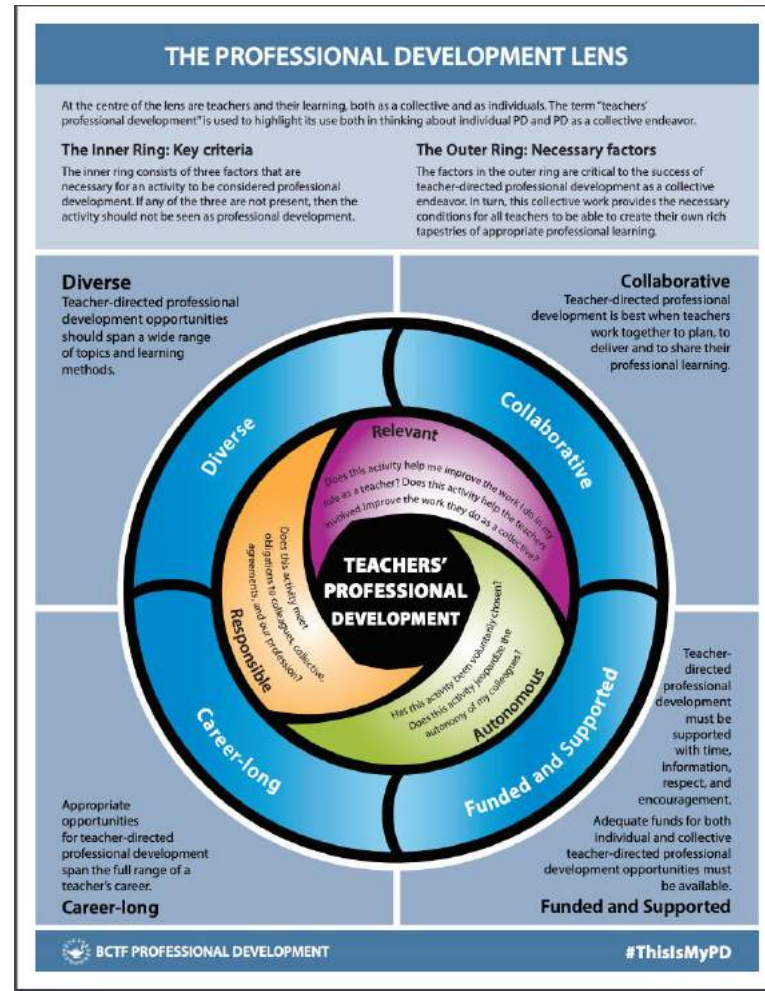 THE PROFESSIONAL DEVELOPMENT LENS
At the centre of the lens are teachers and their learning, both as a collective and as individuals. The term "teachers'
professional development" is used to highlight its use both in thinking about individual PD and PD as a collective endeavor.
The Inner Ring: Key criteria
The inner ring consists of three factors that are
necessary for an activity to be considered professional
development. If any of the three are not present, then the
activity should not be seen as professional development.
The Outer Ring: Necessary factors
The factors in the outer ring are critical to the success of
teacher-directed professional development as a collective
endeavor. In turn, this collective work provides the necessary
conditions for all teachers to be able to create their own rich
tapestries of appropriate professional learning.
Diverse
Teacher-directed professional
development opportunities
should span a wide range
of topics and learning
methods.
Collaborative
Teacher-directed professional
development is best when teachers
work together to plan, to
deliver and to share their
professional learning.
Diverse
Collaborative
Relevant
Does this activity help me improve the work I do in my
role as a teacher? Does this activity help the teachers
involved improve the work they do as a collective?
Does this activity meet
obligations to colleagues, collective
agreements, and our profession?
Responsible
TEACHERS'
PROFESSIONAL
DEVELOPMENT
Has this activity been voluntarily chosen?
Does this activity jeopardize the
autonomy of my colleagues?
Autonomous
Career-long
Funded and Supported
Teacher-
directed
professional
development
must be
supported
with time,
information,
respect, and
encouragement.
Adequate funds for both
individual and collective
teacher-directed professional
development opportunities must
be available.
Funded and Supported
Appropriate
opportunities
for teacher-directed
professional development
span the full range of a
teacher's career.
Career-long
BCTF PROFESSIONAL DEVELOPMENT
#ThisIsMyPD